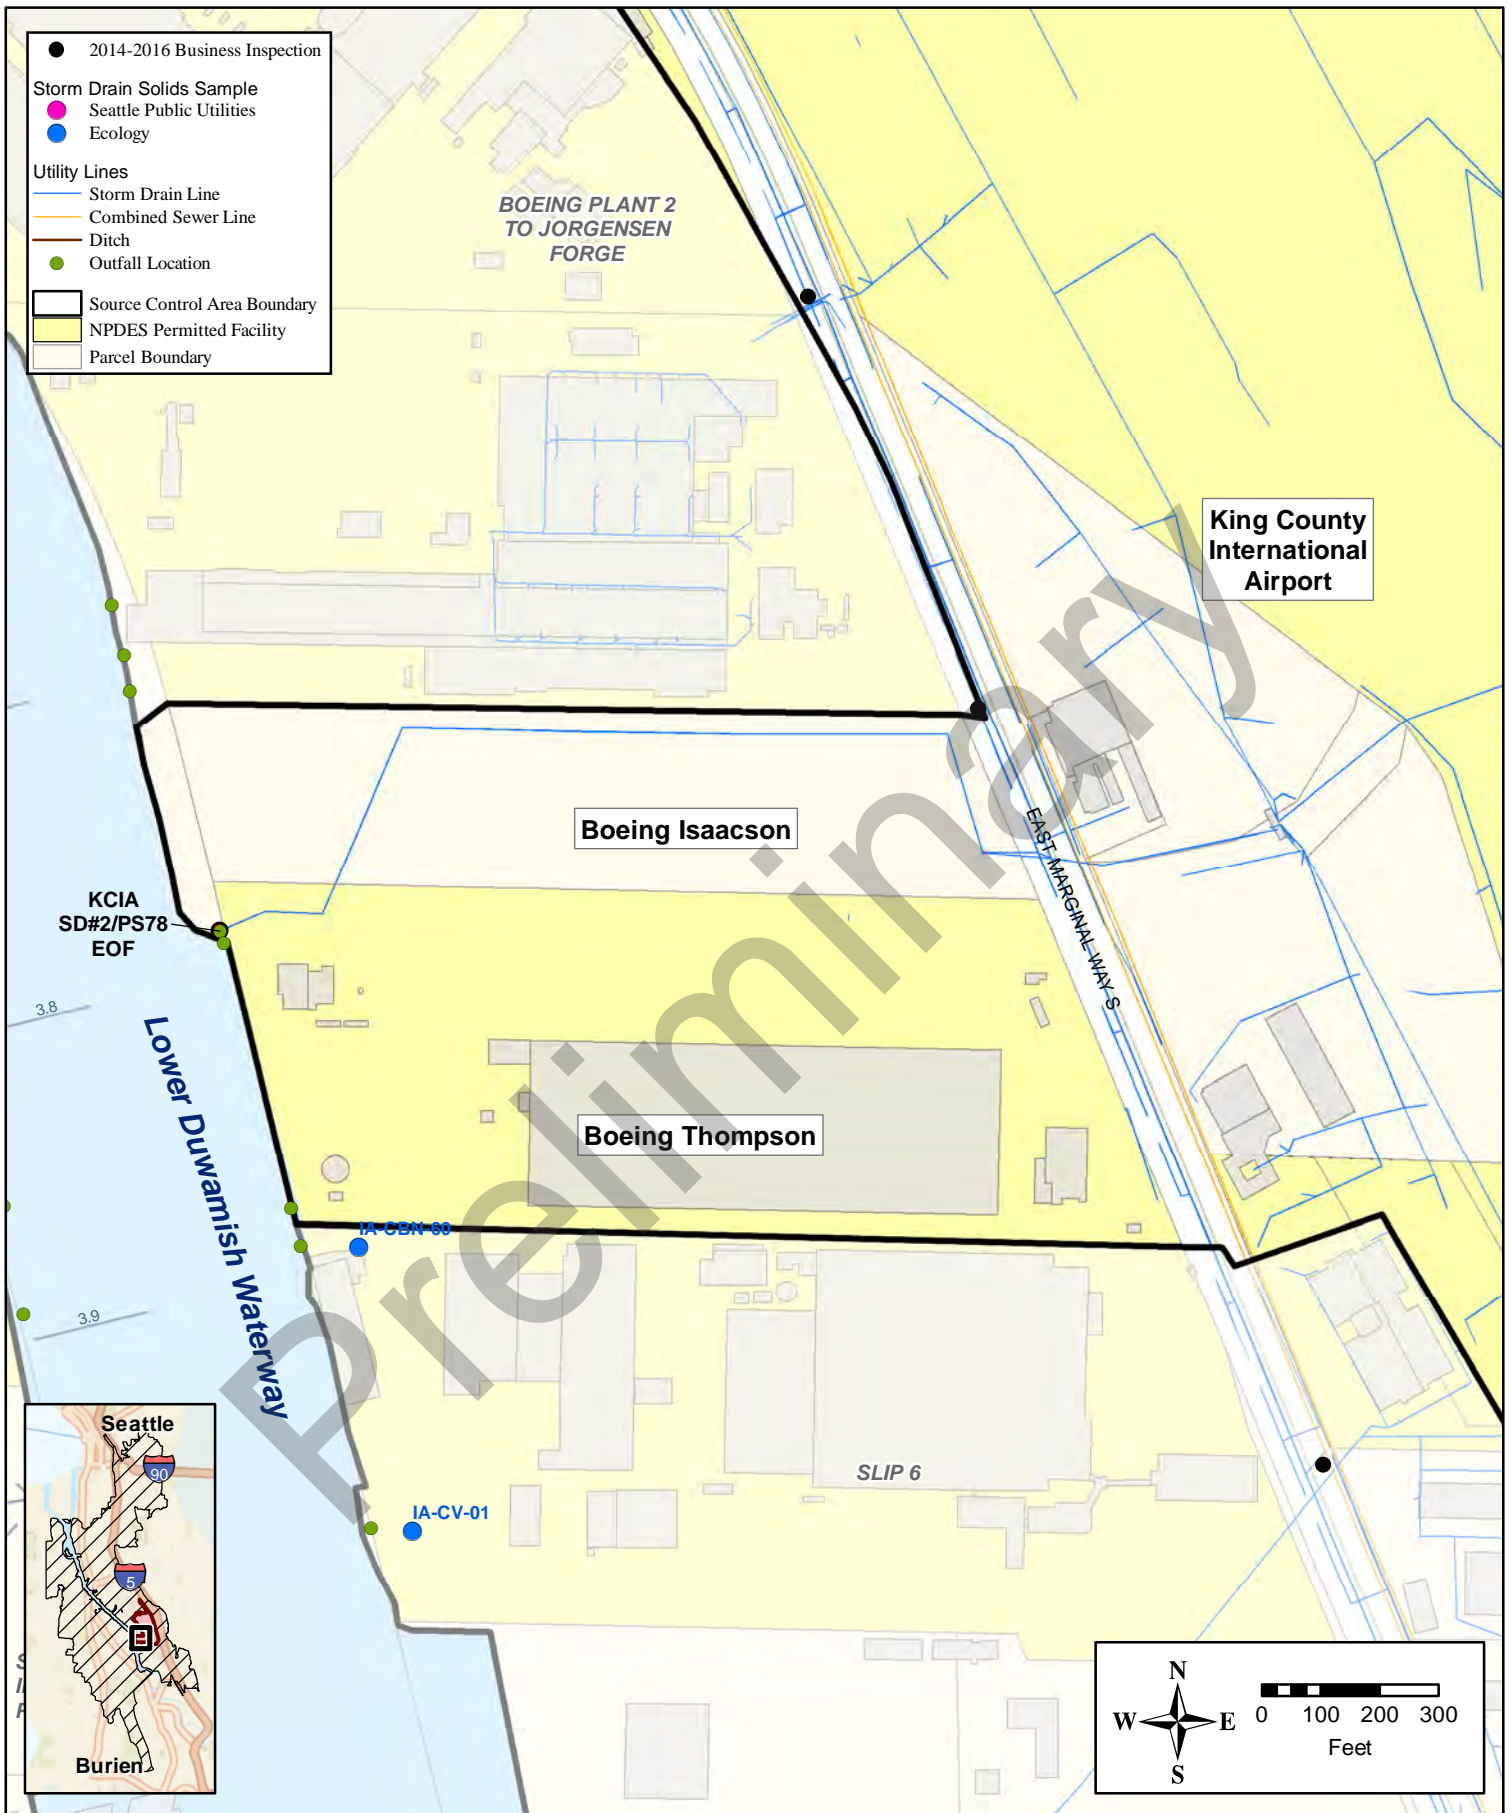 2014-2016 Business Inspection
Storm Drain Solids Sample
Seattle Public Utilities
Ecology
Utility Lines
Storm Drain Line
Combined Sewer Line
Ditch
Outfall Location
Source Control Area Boundary
NPDES Permitted Facility
Parcel Boundary
BOEING PLANT 2
TO JORGENSEN
FORGE
King County
International
Airport
Boeing Isaacson
EAST MARGINAL WAY S
KCIA
SD#2/PS78
EOF
3.8
Lower Duwamish Waterway
Boeing Thompson
IA-CBN-60
3.9
SLIP 6
IA-CV-01
Preliminary
Seattle
90
5
Burien
N
W
E
S
0 100 200 300
Feet